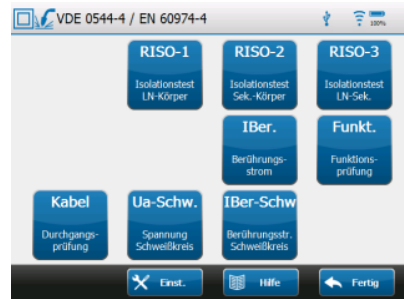 VDE 0544-4 / EN 60974-4
100%
RISO-1
Isolationstest
LN-Körper
RISO-2
Isolationstest
Sek.-Körper
RISO-3
Isolationstest
LN-Sek.
IBer.
Berührungs-
strom
Funkt.
Funktions-
prüfung
Kabel
Durchgangs-
prüfung
Ua-Schw.
Spannung
Schweißkreis
IBer-Schw
Berührungsstr.
Schweißkreis
Einst.
Hilfe
Fertig